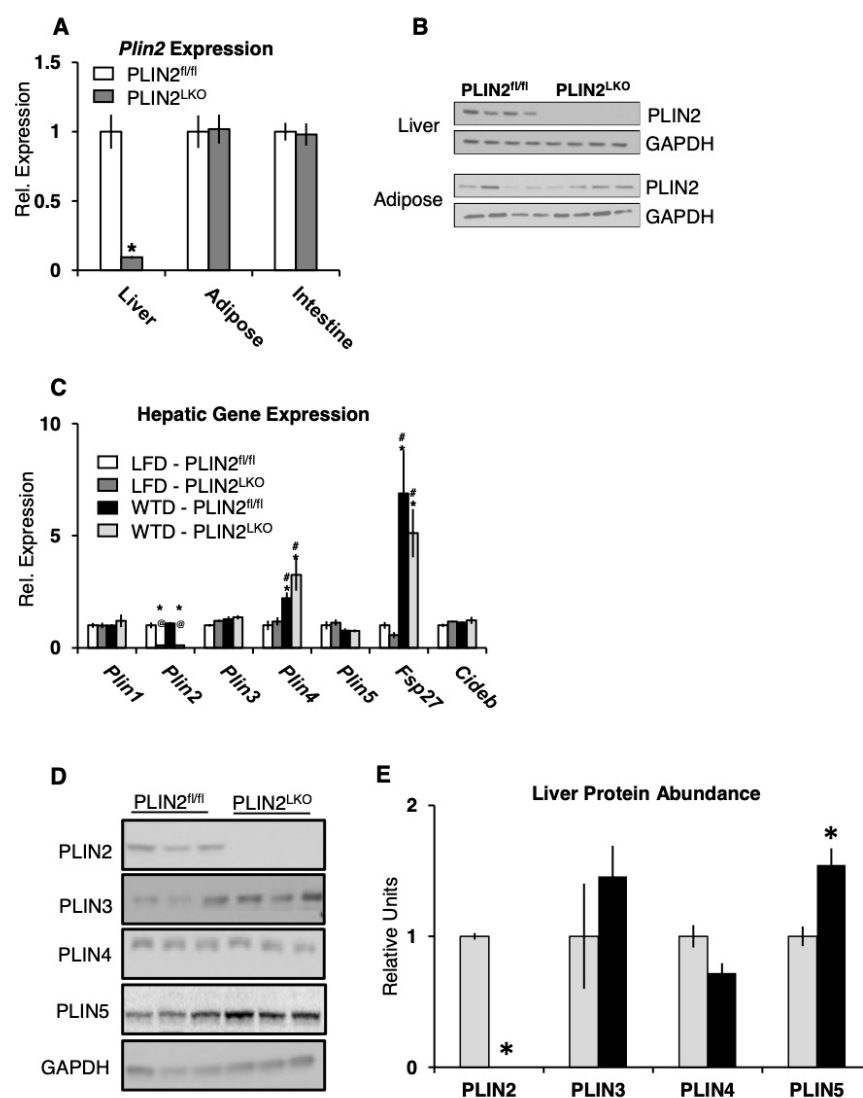 A
Plin2 Expression
1.5
1
0.5
0
Rel. Expression
PLIN2fl/fl
PLIN2LKO
*
Liver
Adipose
Intestine
B
PLIN2fl/fl PLIN2LKO
Liver
PLIN2
GAPDH
Adipose
PLIN2
GAPDH
C
Hepatic Gene Expression
10
5
0
Rel. Expression
LFD - PLIN2fl/fl
LFD - PLIN2LKO
WTD - PLIN2fl/fl
WTD - PLIN2LKO
* *
@ @
# #
* *
# #
* *
Plin1
Plin2
Plin3
Plin4
Plin5
Fsp27
Cideb
D
PLIN2fl/fl PLIN2LKO
PLIN2
PLIN3
PLIN4
PLIN5
GAPDH
E
Liver Protein Abundance
2
1
0
Relative Units
*
*
PLIN2 PLIN3 PLIN4 PLIN5